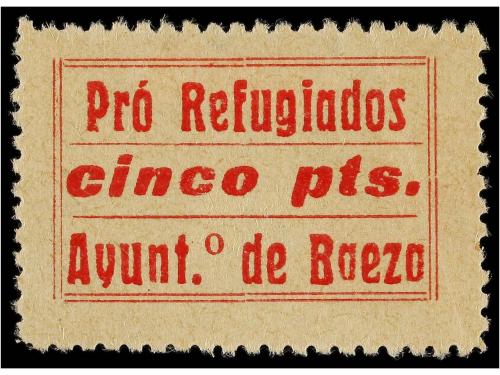 Pró Refugiados
cinco pts.
Ayunt.º de Baeza